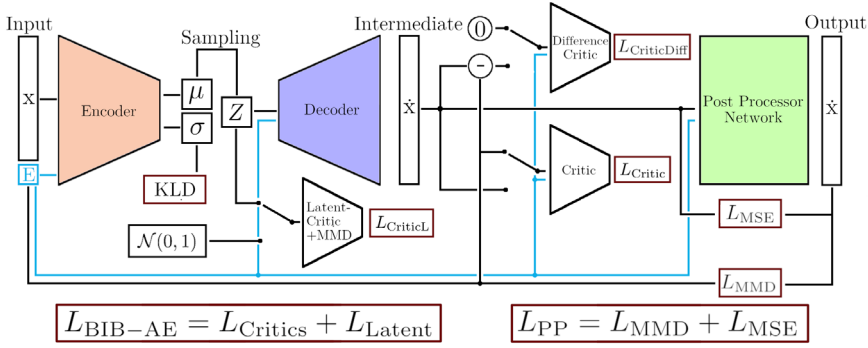 Input
Sampling
Intermediate
Output
x
E
Encoder
μ
σ
KLD
Z
N(0, 1)
Decoder
Latent-
Critic
+MMD
L_CriticL
ẋ
0
-
Difference
Critic
L_CriticDiff
Critic
L_Critic
Post Processor
Network
ẋ
L_MSE
L_MMD
L_BIB−AE = L_Critics + L_Latent
L_PP = L_MMD + L_MSE